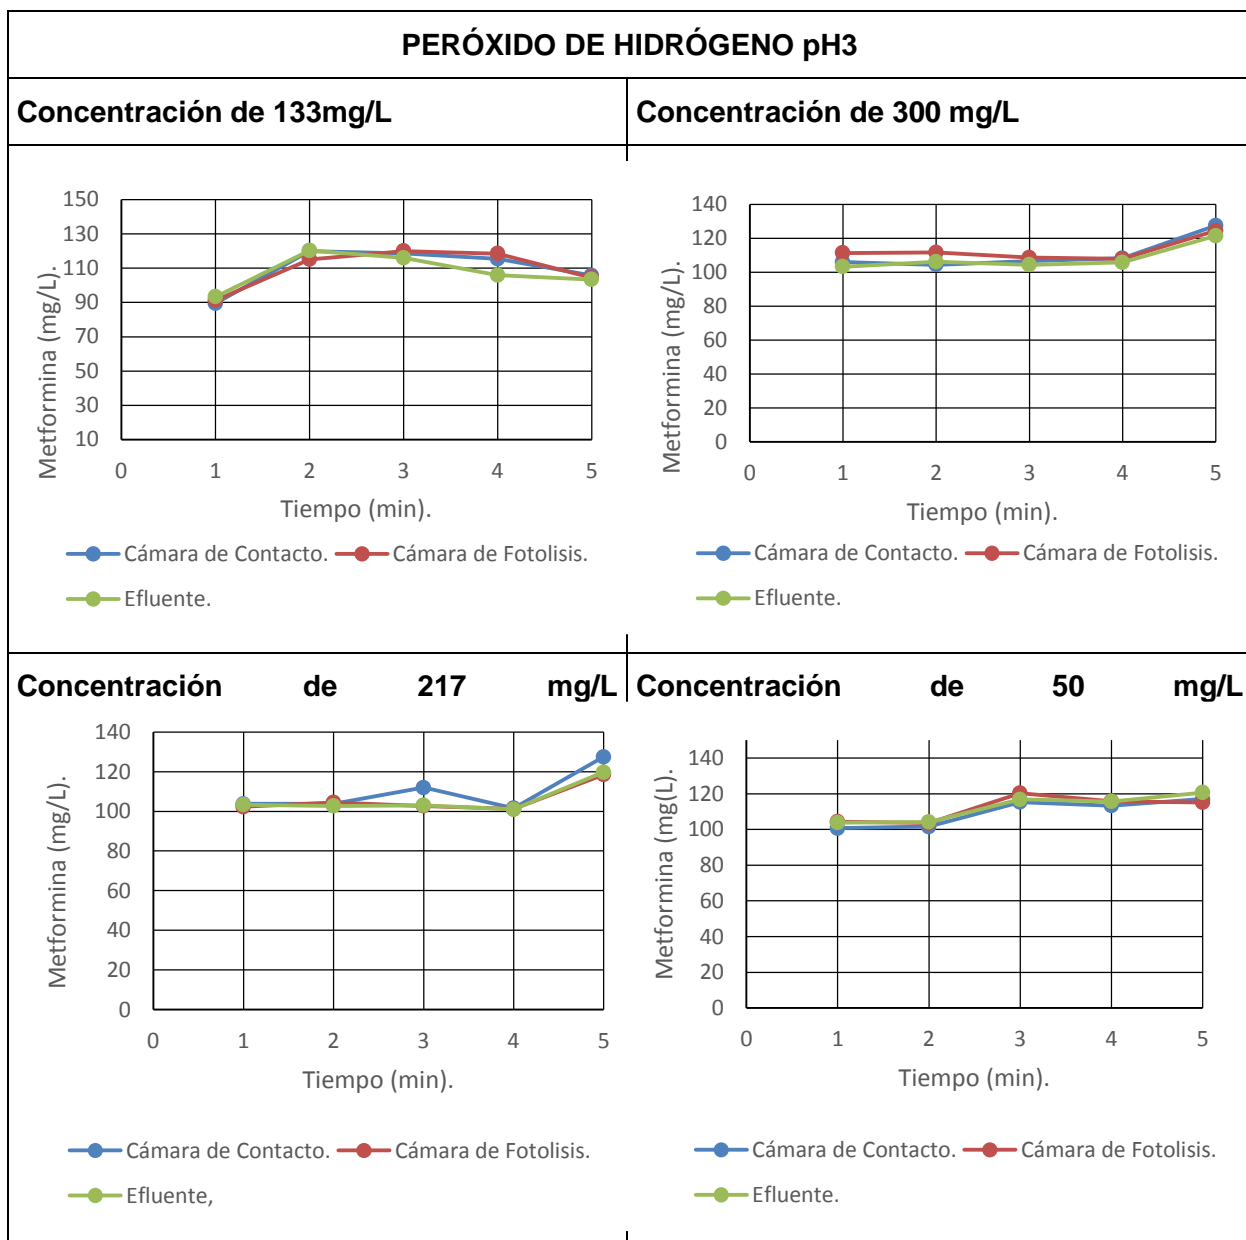 PERÓXIDO DE HIDRÓGENO pH3
Concentración de 133mg/L
Concentración de 300 mg/L
150
130
110
90
70
50
30
10
0 1 2 3 4 5
Metformina (mg/L).
Tiempo (min).
Cámara de Contacto. Cámara de Fotolisis.
Efluente.
140
120
100
80
60
40
20
0
0 1 2 3 4 5
Metformina (mg/L).
Tiempo (min).
Cámara de Contacto. Cámara de Fotolisis.
Efluente.
Concentración de 217 mg/L
Concentración de 50 mg/L
140
120
100
80
60
40
20
0
0 1 2 3 4 5
Metformina (mg/L).
Tiempo (min).
Cámara de Contacto. Cámara de Fotolisis.
Efluente,
140
120
100
80
60
40
20
0
0 1 2 3 4 5
Metformina (mg(L).
Tiempo (min).
Cámara de Contacto. Cámara de Fotolisis.
Efluente.